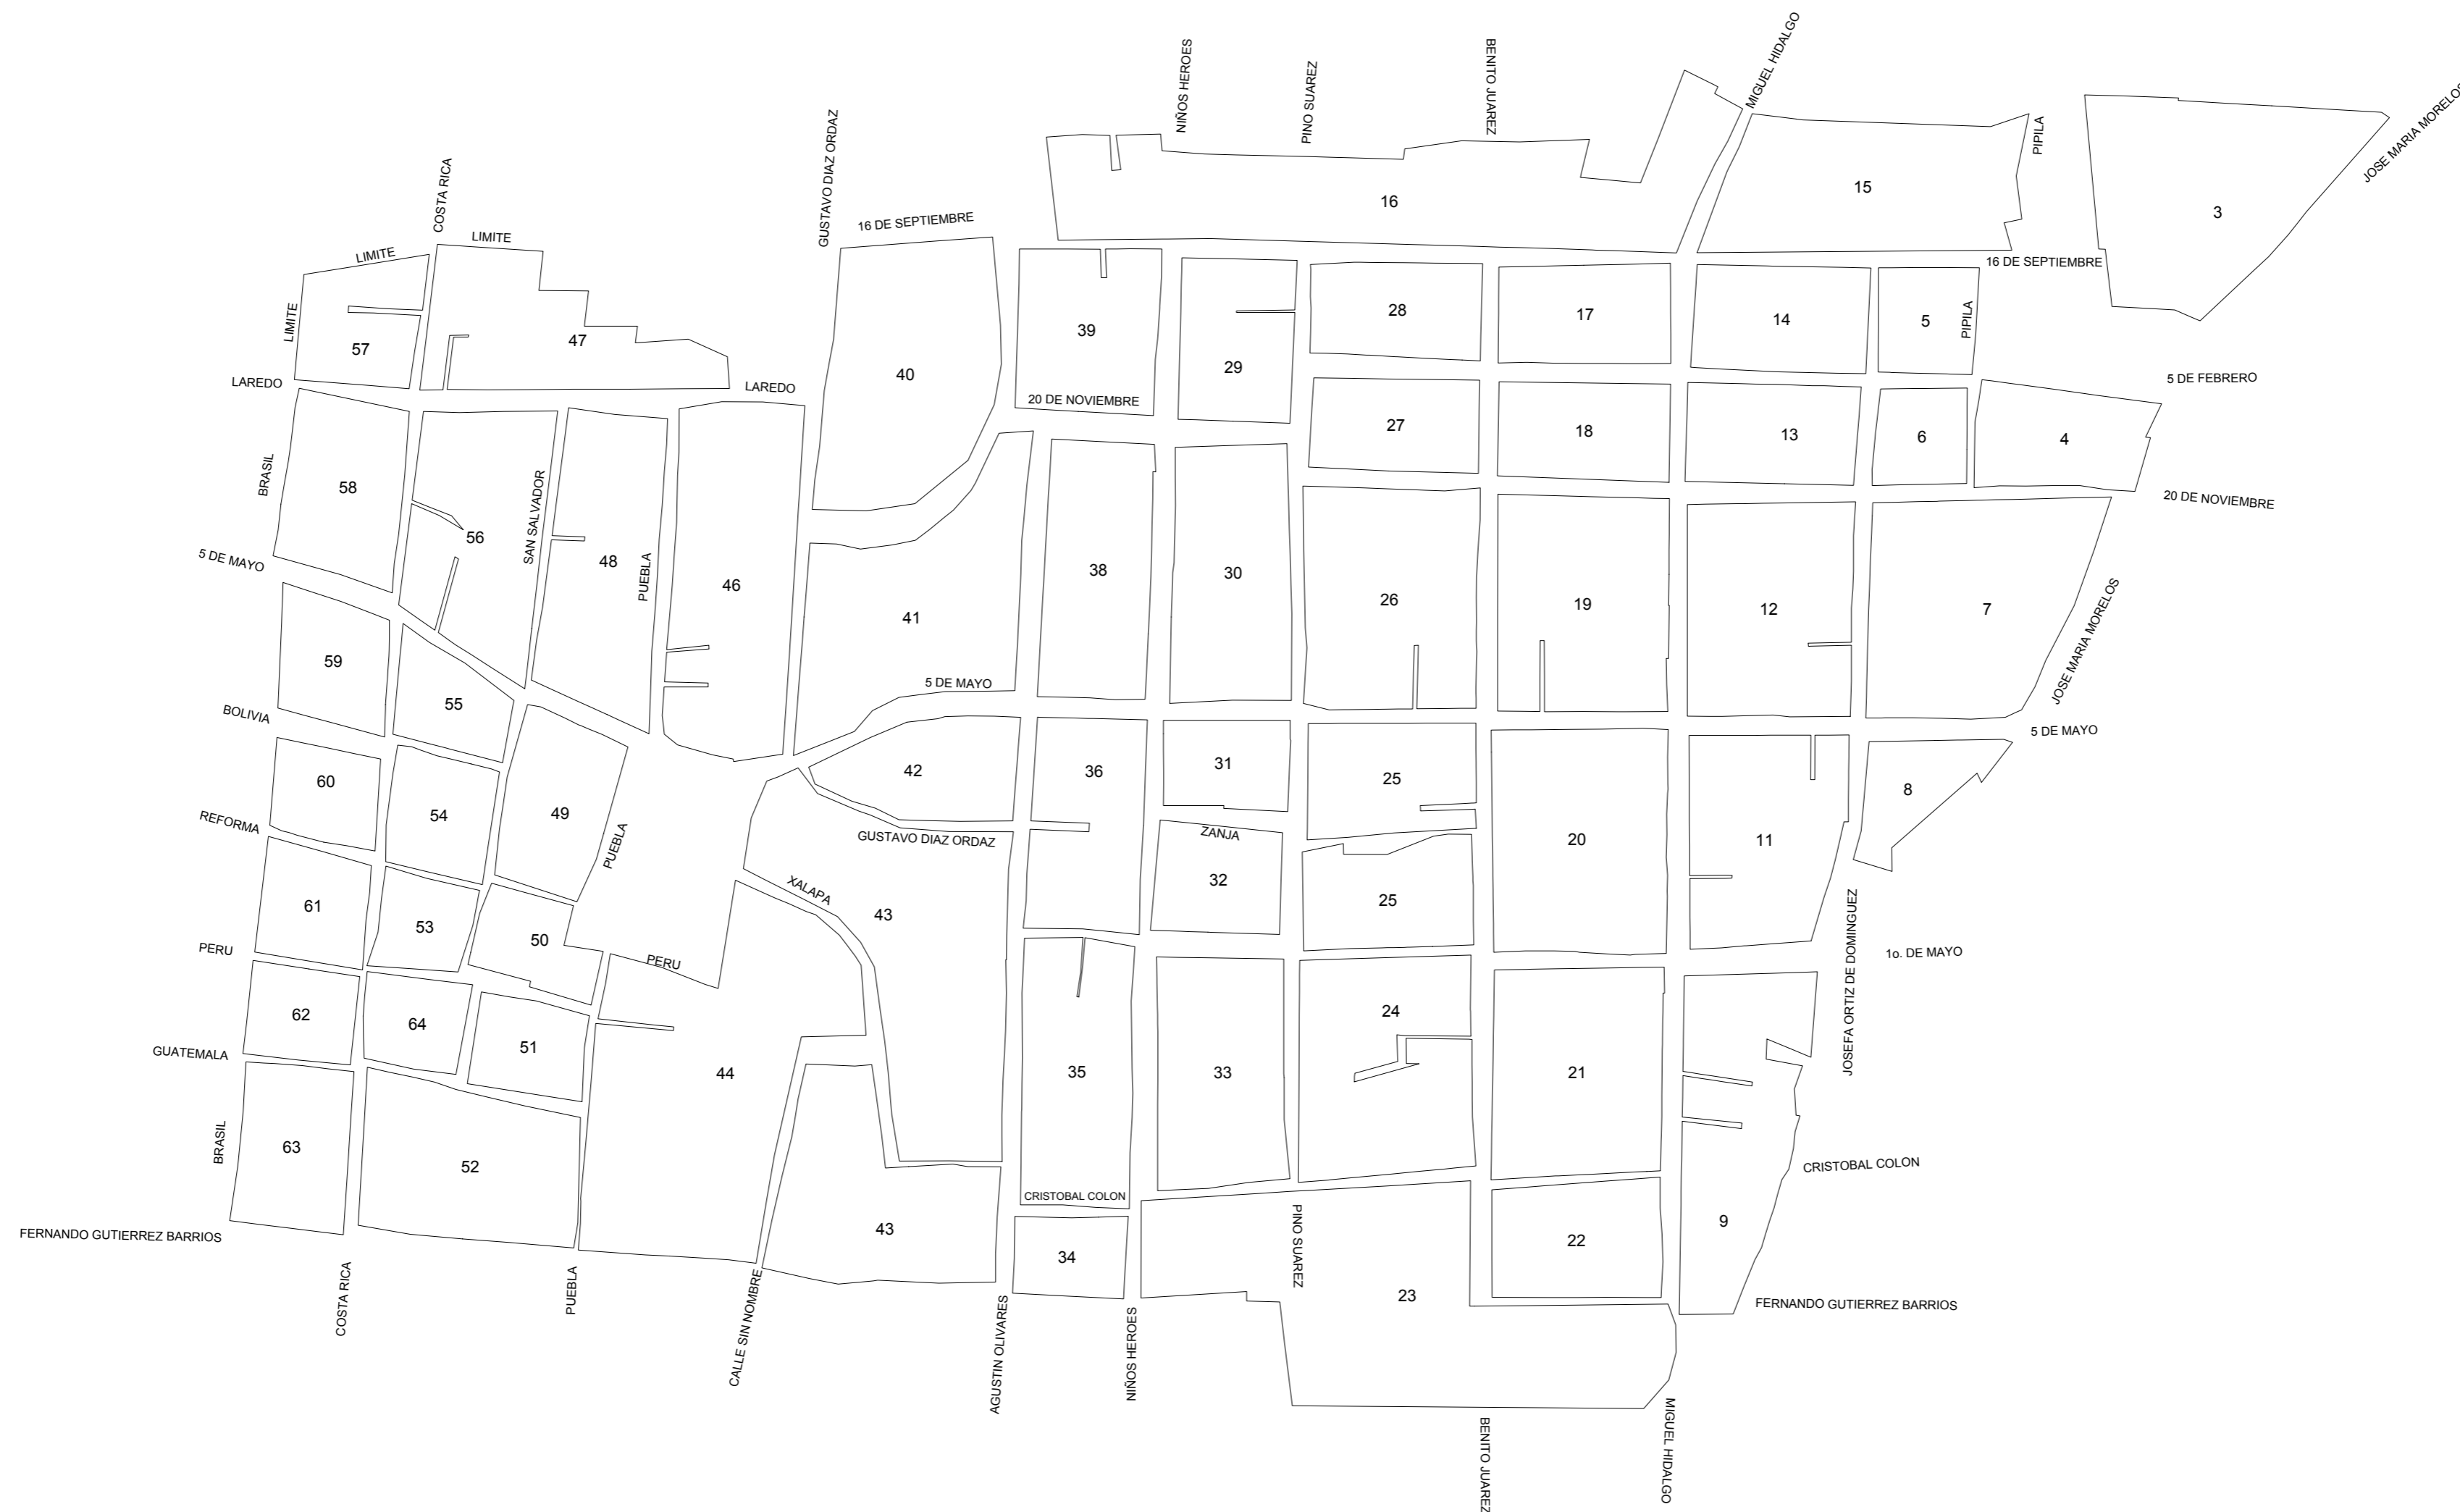 MIGUEL HIDALGO
NIÑOS HEROES
PINO SUAREZ
BENITO JUAREZ
GUSTAVO DIAZ ORDAZ
PIPILA
JOSE MARIA MORELOS
COSTA RICA
16 DE SEPTIEMBRE
16
15
3
LIMITE
LIMITE
LIMITE
16 DE SEPTIEMBRE
57
47
40
39
29
28
17
14
5
PIPILA
LAREDO
LAREDO
20 DE NOVIEMBRE
5 DE FEBRERO
BRASIL
58
56
SAN SALVADOR
48
PUEBLA
46
41
38
30
27
18
13
6
4
20 DE NOVIEMBRE
26
19
12
7
JOSE MARIA MORELOS
5 DE MAYO
59
55
5 DE MAYO
5 DE MAYO
BOLIVIA
60
54
49
42
36
31
25
20
11
8
REFORMA
PUEBLA
GUSTAVO DIAZ ORDAZ
ZANJA
61
53
50
XALAPA
43
32
25
JOSEFA ORTIZ DE DOMINGUEZ
PERU
PERU
1o. DE MAYO
62
64
51
44
35
33
24
21
GUATEMALA
BRASIL
63
52
43
CRISTOBAL COLON
CRISTOBAL COLON
34
PINO SUAREZ
23
22
9
FERNANDO GUTIERREZ BARRIOS
FERNANDO GUTIERREZ BARRIOS
COSTA RICA
PUEBLA
CALLE SIN NOMBRE
AGUSTIN OLIVARES
NIÑOS HEROES
BENITO JUAREZ
MIGUEL HIDALGO